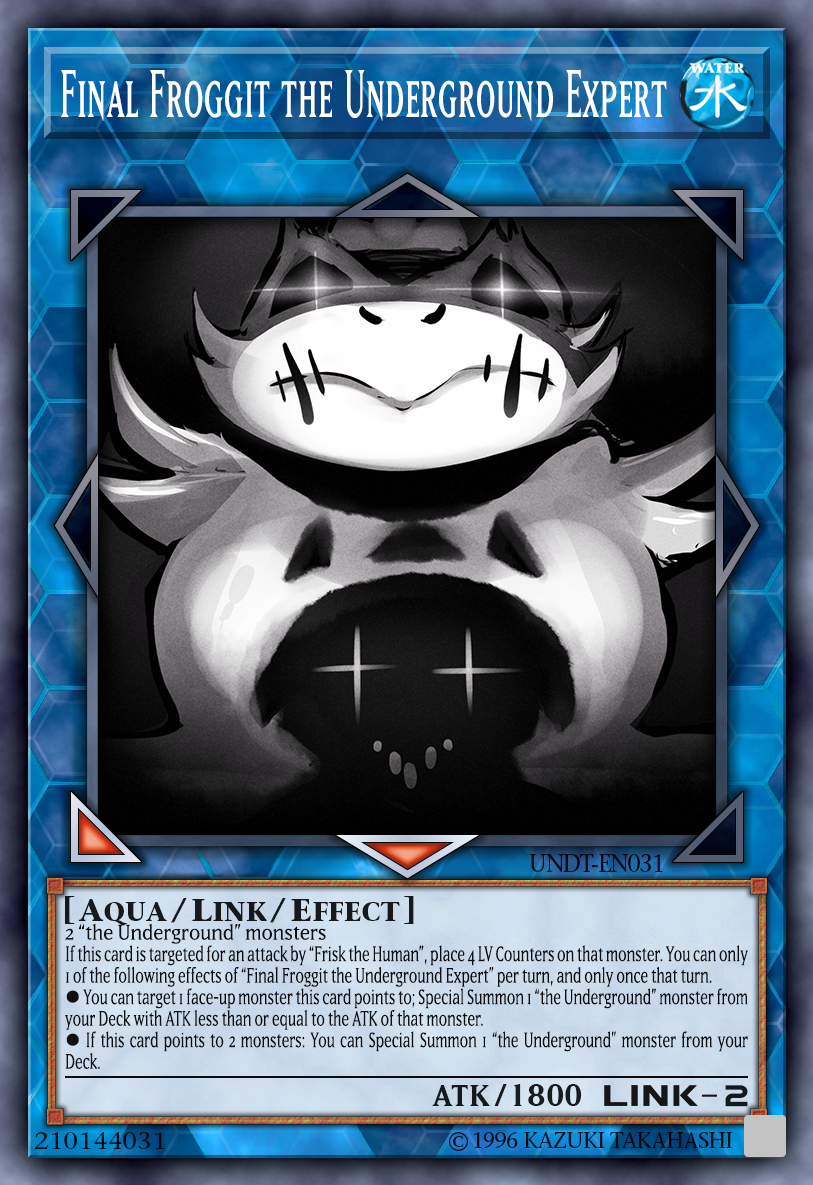 Final Froggit the Underground Expert
WATER
水
UNDT-EN031
[ Aqua / Link / Effect ]
2 “the Underground” monsters
If this card is targeted for an attack by “Frisk the Human”, place 4 LV Counters on that monster. You can only
1 of the following effects of “Final Froggit the Underground Expert” per turn, and only once that turn.
● You can target 1 face-up monster this card points to; Special Summon 1 “the Underground” monster from
your Deck with ATK less than or equal to the ATK of that monster.
● If this card points to 2 monsters: You can Special Summon 1 “the Underground” monster from your
Deck.
ATK/1800 LINK-2
210144031 ©1996 KAZUKI TAKAHASHI